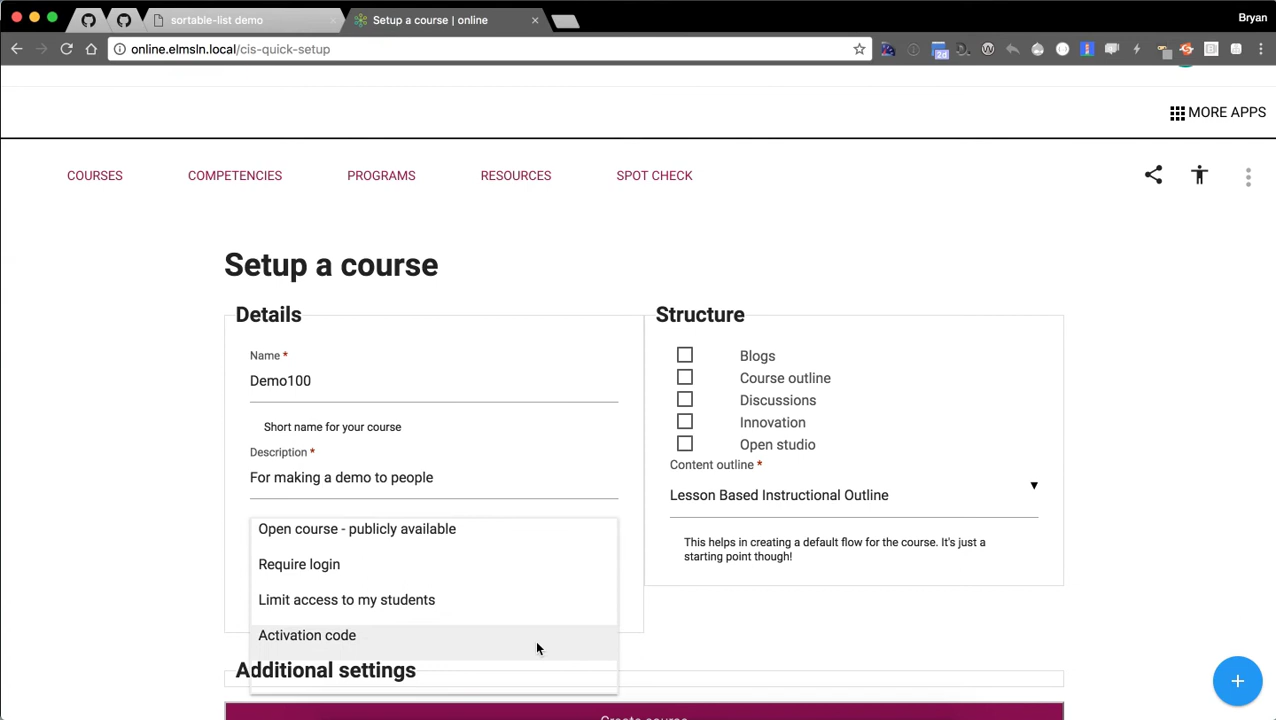 sortable-list demo
Setup a course | online
Bryan
online.elmsln.local/cis-quick-setup
2d
MORE APPS
COURSES
COMPETENCIES
PROGRAMS
RESOURCES
SPOT CHECK
Setup a course
Details
Name *
Demo100
Short name for your course
Description *
For making a demo to people
Open course - publicly available
Require login
Limit access to my students
Activation code
Structure
Blogs
Course outline
Discussions
Innovation
Open studio
Content outline *
Lesson Based Instructional Outline
This helps in creating a default flow for the course. It's just a
starting point though!
Additional settings
Create course